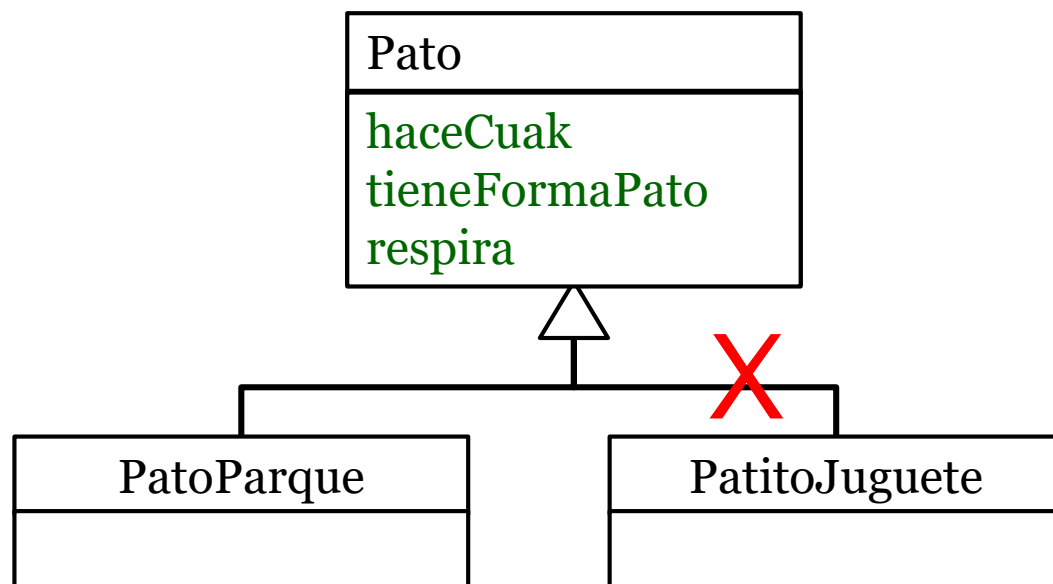 Pato
haceCuak
tieneFormaPato
respira
X
PatoParque
PatitoJuguete